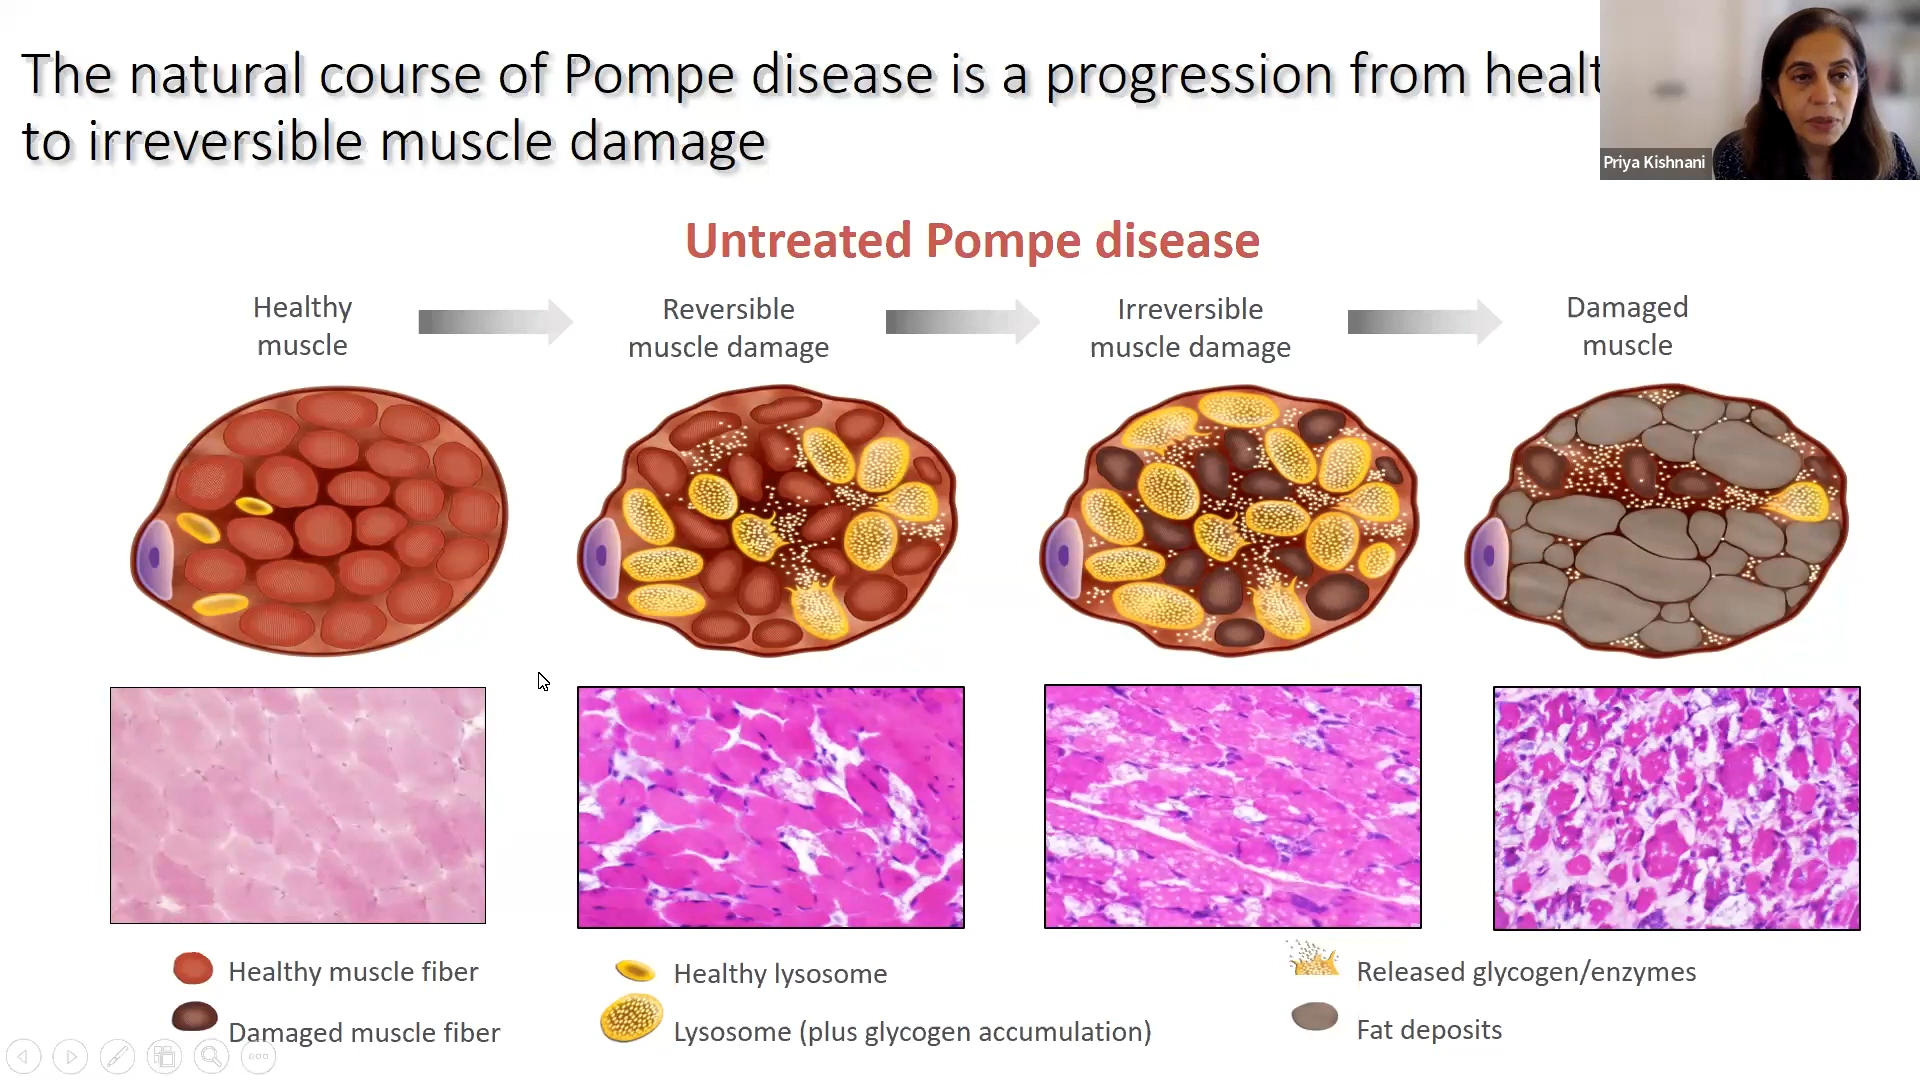 The natural course of Pompe disease is a progression from
to irreversible muscle damage
Priya Kishnani
Untreated Pompe disease
Healthy
muscle
Reversible
muscle damage
Irreversible
muscle damage
Damaged
muscle
Healthy muscle fiber
Damaged muscle fiber
Healthy lysosome
Lysosome (plus glycogen accumulation)
Released glycogen/enzymes
Fat deposits